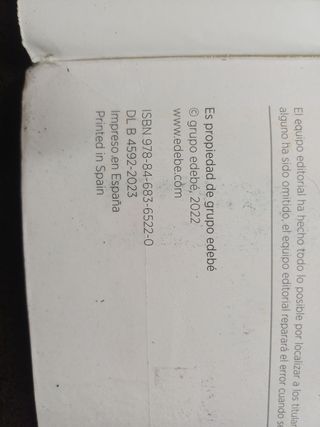 El equipo editorial ha hecho todo lo posible por localizar a los titulares
alguno ha sido omitido, el equipo editorial reparará el error cuando
Es propiedad de grupo edebé
© grupo edebé, 2022
www.edebe.com
ISBN 978-84-683-6522-0
DL B 4592-2023
Impreso en España
Printed in Spain